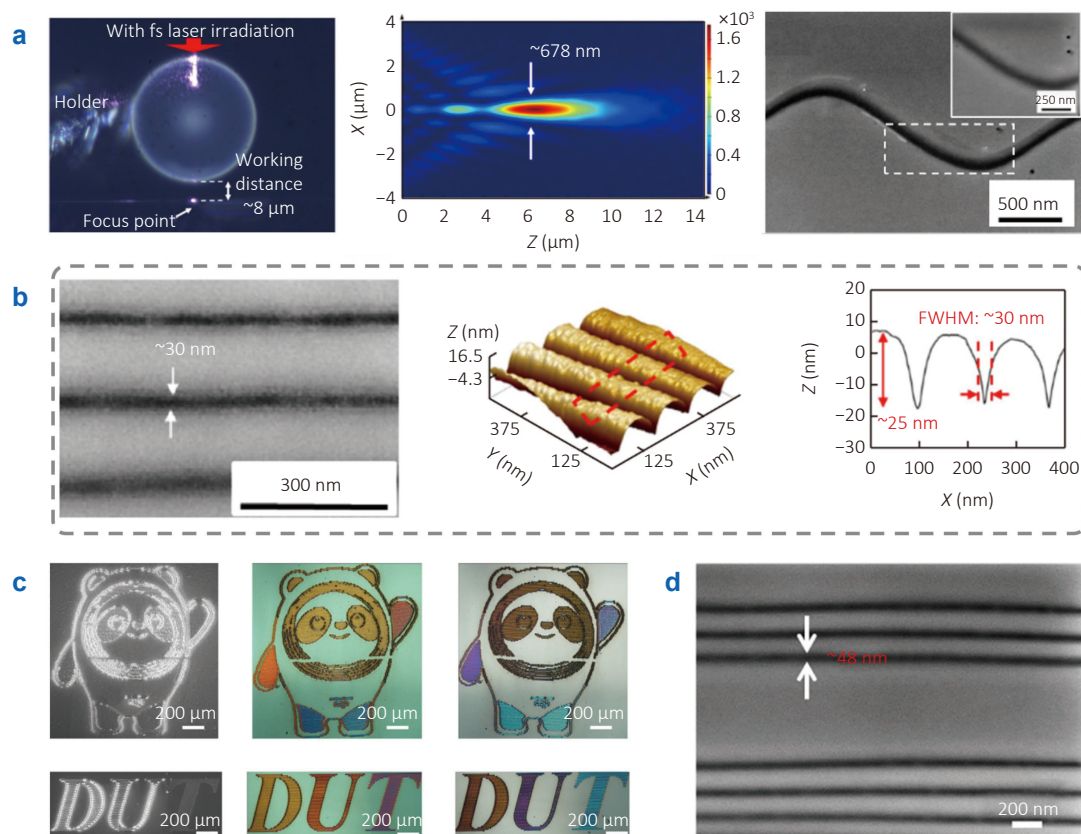 a
With fs laser irradiation
Holder
Working
distance
~8 μm
Focus point
4
2
0
−2
−4
X (μm)
~678 nm
0
2
4
6
8
10
12
14
Z (μm)
×10³
1.6
1.2
0.8
0.4
0
250 nm
500 nm
b
~30 nm
300 nm
Z (nm)
16.5
−4.3
375
125
Y (nm)
125
375
X (nm)
20
10
0
−10
−20
−30
Z (nm)
FWHM: ~30 nm
~25 nm
0
100
200
300
400
X (nm)
c
200 μm
200 μm
200 μm
DUT
200 μm
DUT
200 μm
DUT
200 μm
d
~48 nm
200 nm